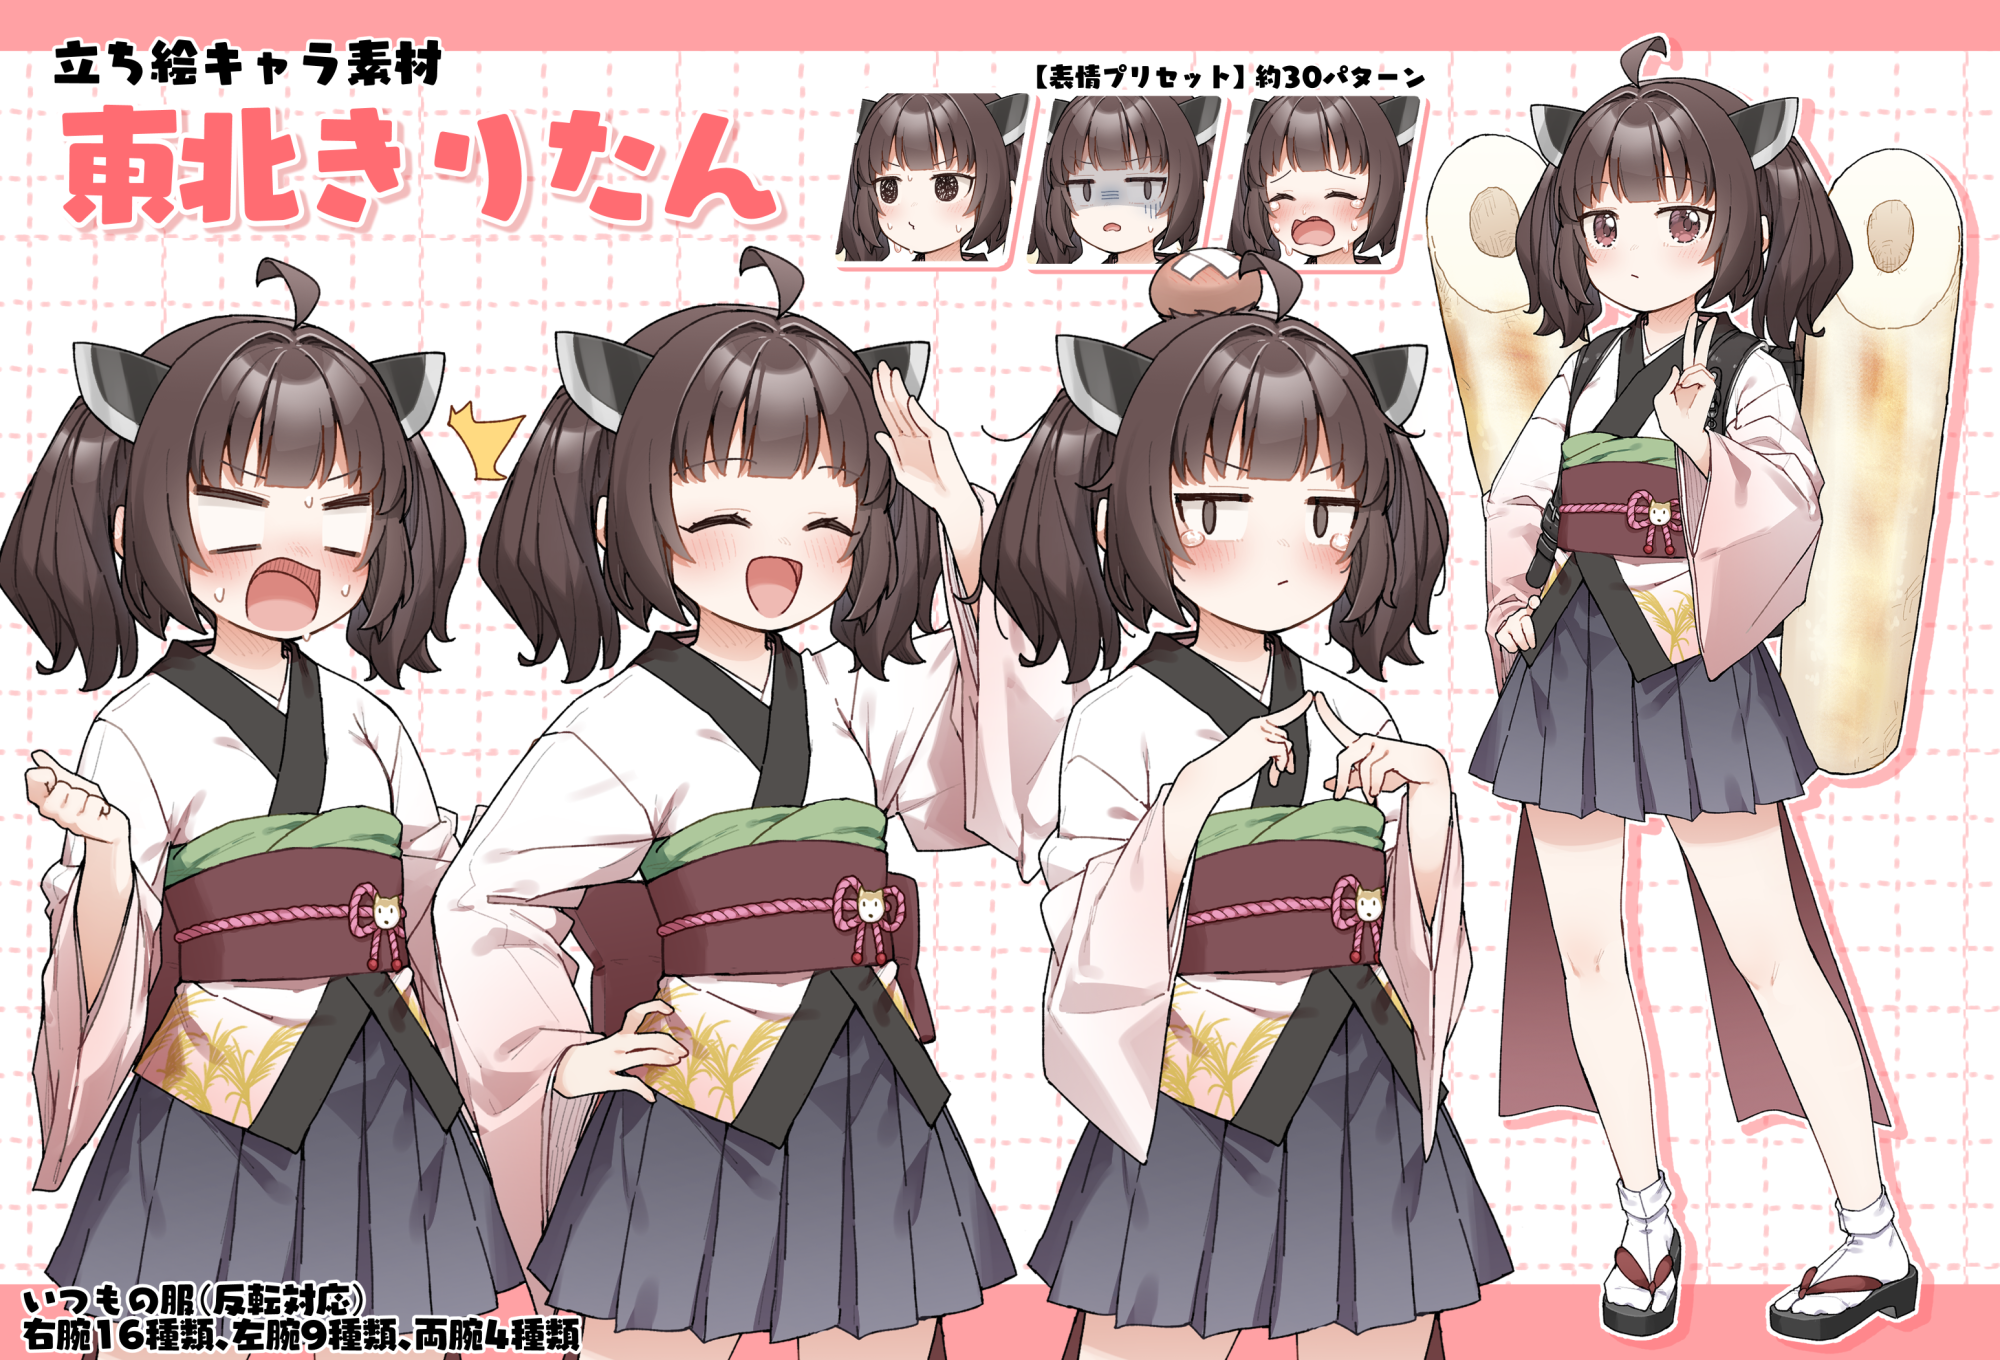 立ち絵キャラ素材
東北きりたん
【表情プリセット】約30パターン
いつもの服(反転対応)
右腕16種類、左腕9種類、両腕4種類